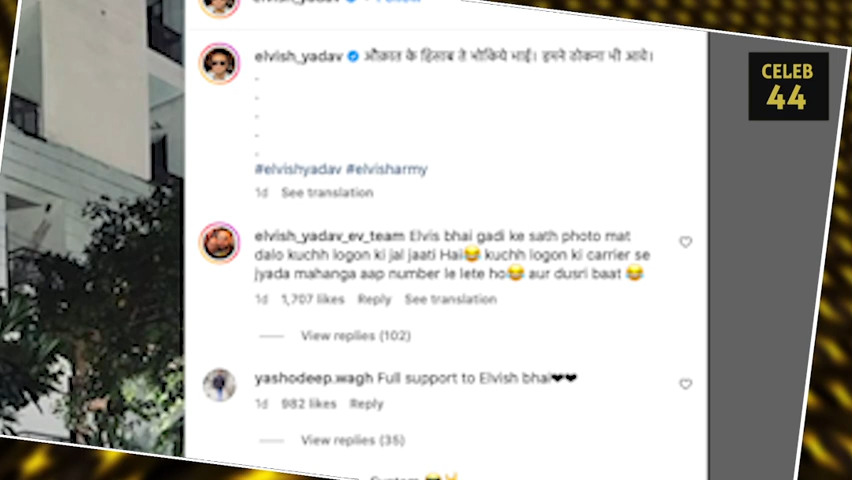 CELEB
44
elvish_yadav औकात के हिसाब ते भोकिये भाई। हमने ठोकना भी आवे।
.
.
.
.
.
#elvishyadav #elvisharmy
1d See translation
elvish_yadav_ev_team Elvis bhai gadi ke sath photo mat
dalo kuchh logon ki jal jaati Hai😂 kuchh logon ki carrier se
jyada mahanga aap number le lete ho😂 aur dusri baat 😂
1d 1,707 likes Reply See translation
View replies (102)
yashodeep.wagh Full support to Elvish bhai❤❤
1d 982 likes Reply
View replies (35)